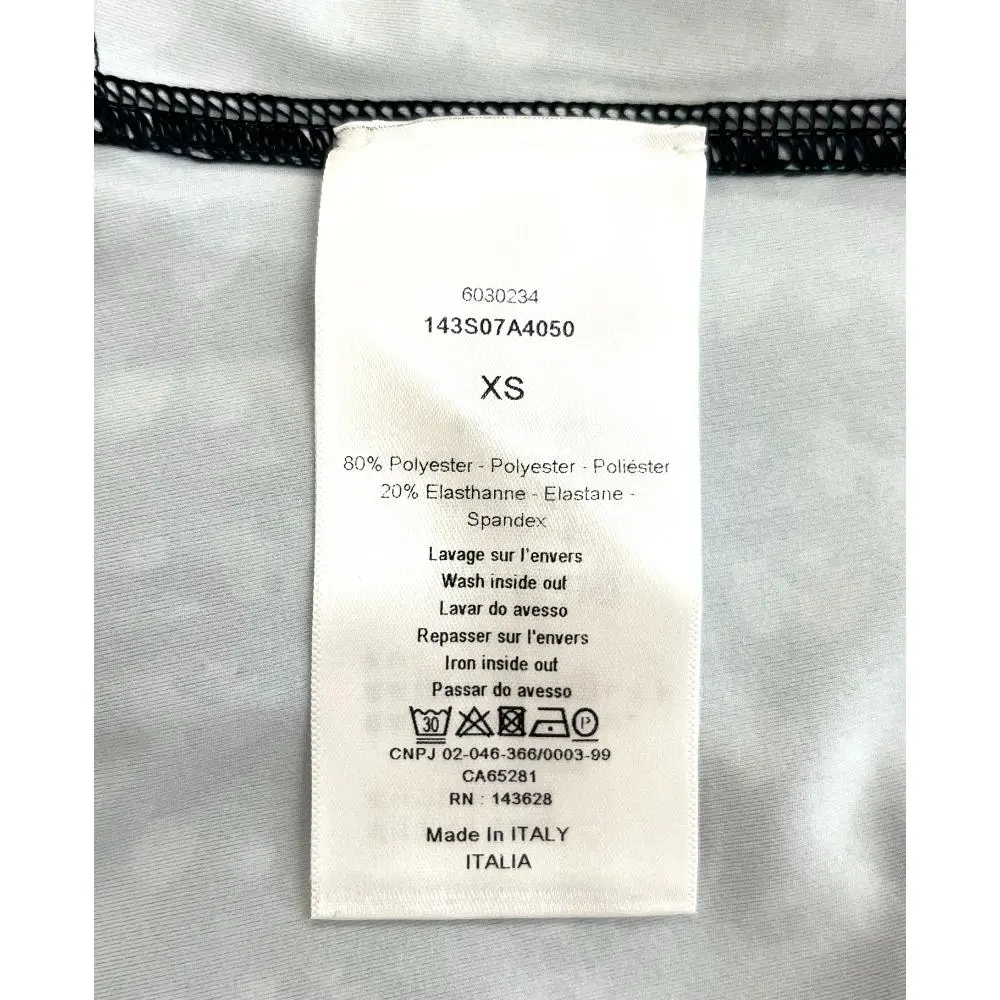 6030234
143S07A4050
XS
80% Polyester - Polyester - Poliéster
20% Elasthanne - Elastane -
Spandex
Lavage sur l'envers
Wash inside out
Lavar do avesso
Repasser sur l'envers
Iron inside out
Passar do avesso
30 P
CNPJ 02-046-366/0003-99
CA65281
RN : 143628
Made In ITALY
ITALIA